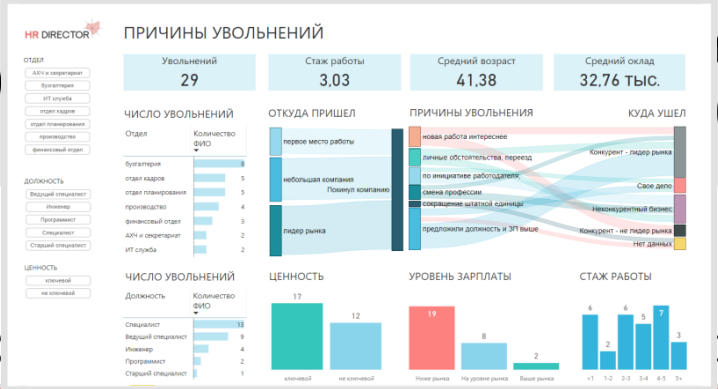 HR DIRECTOR
ПРИЧИНЫ УВОЛЬНЕНИЙ
ОТДЕЛ
АХЧ и секретариат
бухгалтерия
ИТ служба
отдел кадров
отдел планирования
производство
финансовый отдел
ДОЛЖНОСТЬ
Ведущий специалист
Инженер
Программист
Специалист
Старший специалист
ЦЕННОСТЬ
ключевой
не ключевой
Увольнений
29
Стаж работы
3,03
Средний возраст
41,38
Средний оклад
32,76 тыс.
ЧИСЛО УВОЛЬНЕНИЙ
Отдел Количество ФИО
бухгалтерия 8
отдел кадров 5
отдел планирования 5
производство 4
финансовый отдел 3
АХЧ и секретариат 2
ИТ служба 2
ОТКУДА ПРИШЕЛ
первое место работы
небольшая компания
Покинул компанию
лидер рынка
ПРИЧИНЫ УВОЛЬНЕНИЯ
КУДА УШЕЛ
новая работа интереснее
личные обстоятельства, переезд
по инициативе работодателя
смена профессии
сокращение штатной единицы
предложили должность и ЗП выше
Конкурент - лидер рынка
Свое дело
Неконкурентный бизнес
Конкурент - не лидер рынка
Нет данных
ЧИСЛО УВОЛЬНЕНИЙ
Должность Количество ФИО
Специалист 13
Ведущий специалист 9
Инженер 4
Программист 2
Старший специалист 1
ЦЕННОСТЬ
17
12
ключевой не ключевой
УРОВЕНЬ ЗАРПЛАТЫ
19
8
2
Ниже рынка На уровне рынка Выше рынка
СТАЖ РАБОТЫ
6 2 6 5 7 3
<1 1-2 2-3 3-4 4-5 5+